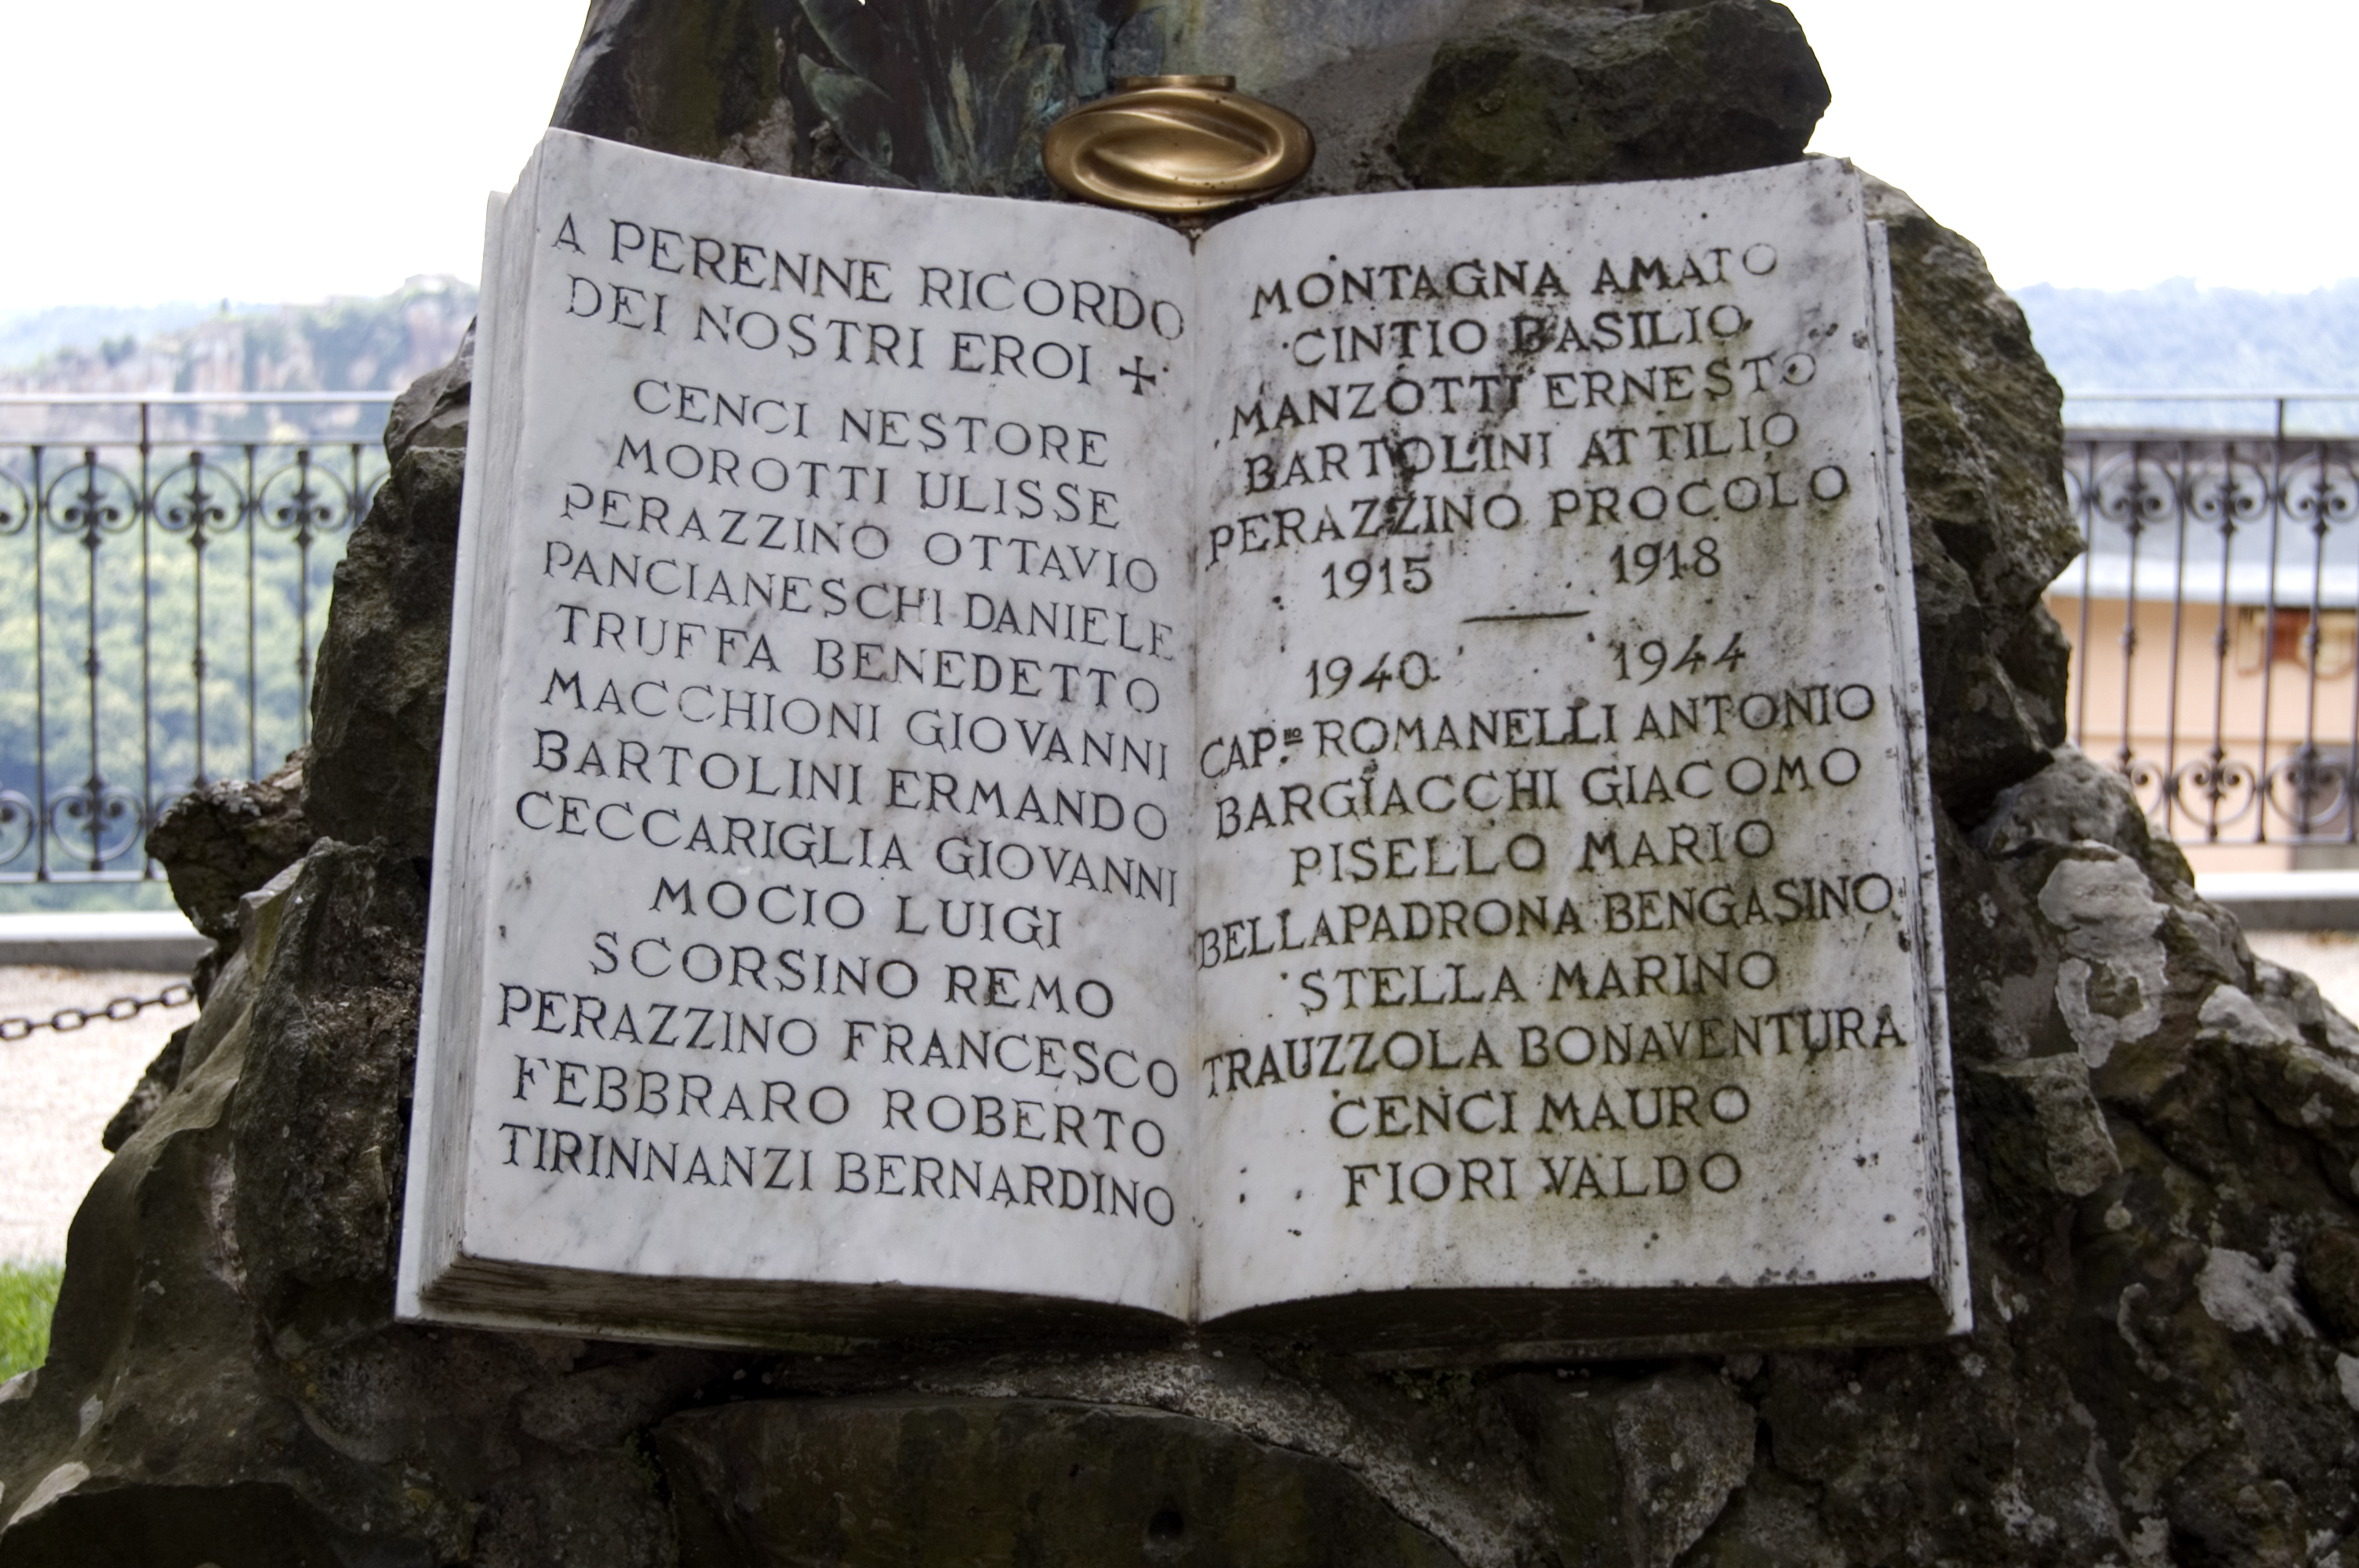 A PERENNE RICORDO
DEI NOSTRI EROI ✠
CENCI NESTORE
MOROTTI ULISSE
PERAZZINO OTTAVIO
PANCIANESCHI DANIELE
TRUFFA BENEDETTO
MACCHIONI GIOVANNI
BARTOLINI ERMANDO
CECCARIGLIA GIOVANNI
MOCIO LUIGI
SCORSINO REMO
PERAZZINO FRANCESCO
FEBBRARO ROBERTO
TIRINNANZI BERNARDINO
MONTAGNA AMATO
CINTIO BASILIO
MANZOTTI ERNESTO
BARTOLINI ATTILIO
PERAZZINO PROCOLO
1915 1918
1940 1944
CAP.no ROMANELLI ANTONIO
BARGIACCHI GIACOMO
PISELLO MARIO
BELLAPADRONA BENGASINO
STELLA MARINO
TRAUZZOLA BONAVENTURA
CENCI MAURO
FIORI VALDO